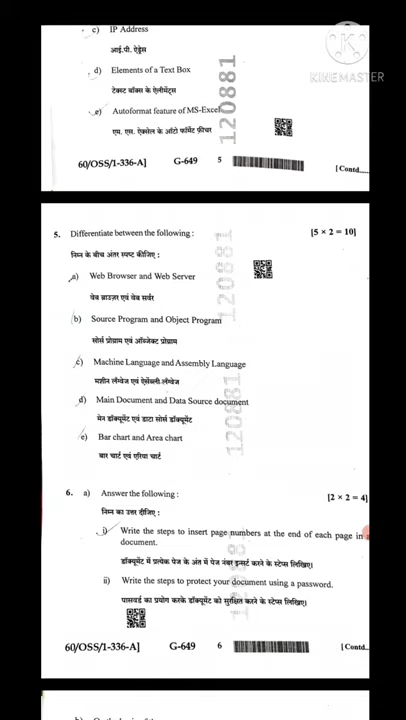 c) IP Address
आई.पी. ऐड्रेस
d) Elements of a Text Box
टेक्स्ट बॉक्स के ऐलीमेंट्स
e) Autoformat feature of MS-Excel
एम. एस. ऐक्सेल के ऑटो फॉर्मेट फ़ीचर
120881
KINEMASTER
60/OSS/1-336-A] G-649 5 [Contd.....
5. Differentiate between the following : [5 × 2 = 10]
निम्न के बीच अंतर स्पष्ट कीजिए :
a) Web Browser and Web Server
वेब ब्राउज़र एवं वेब सर्वर
b) Source Program and Object Program
सोर्स प्रोग्राम एवं ऑब्जेक्ट प्रोग्राम
c) Machine Language and Assembly Language
मशीन लॅंग्वेज एवं ऐसेंब्ली लॅंग्वेज
d) Main Document and Data Source document
मेन डॉक्यूमेंट एवं डाटा सोर्स डॉक्यूमेंट
e) Bar chart and Area chart
बार चार्ट एवं एरिया चार्ट
120881
120881
6. a) Answer the following : [2 × 2 = 4]
निम्न का उत्तर दीजिए :
i) Write the steps to insert page numbers at the end of each page in a
document.
डॉक्यूमेंट में प्रत्येक पेज के अंत में पेज नंबर इन्सर्ट करने के स्टेप्स लिखिए।
ii) Write the steps to protect your document using a password.
पासवर्ड का प्रयोग करके डॉक्यूमेंट को सुरक्षित करने के स्टेप्स लिखिए।
60/OSS/1-336-A] G-649 6 [Contd..